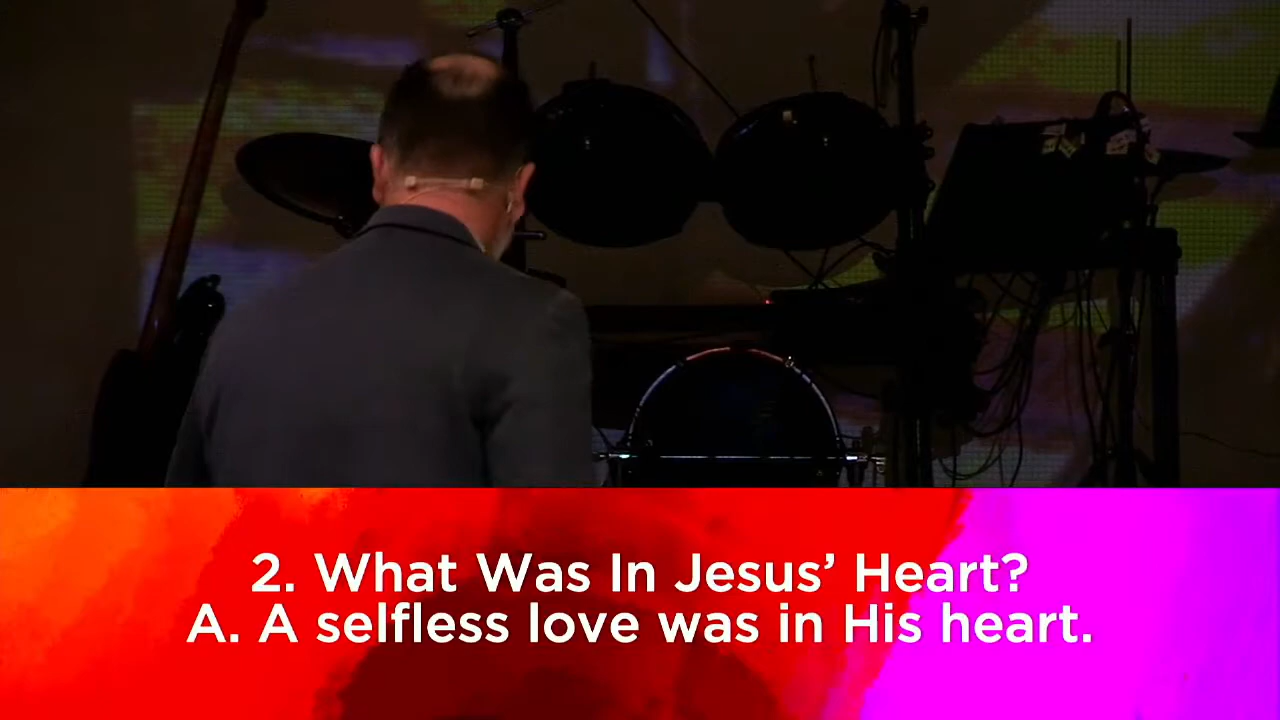 2. What Was In Jesus’ Heart?
A. A selfless love was in His heart.